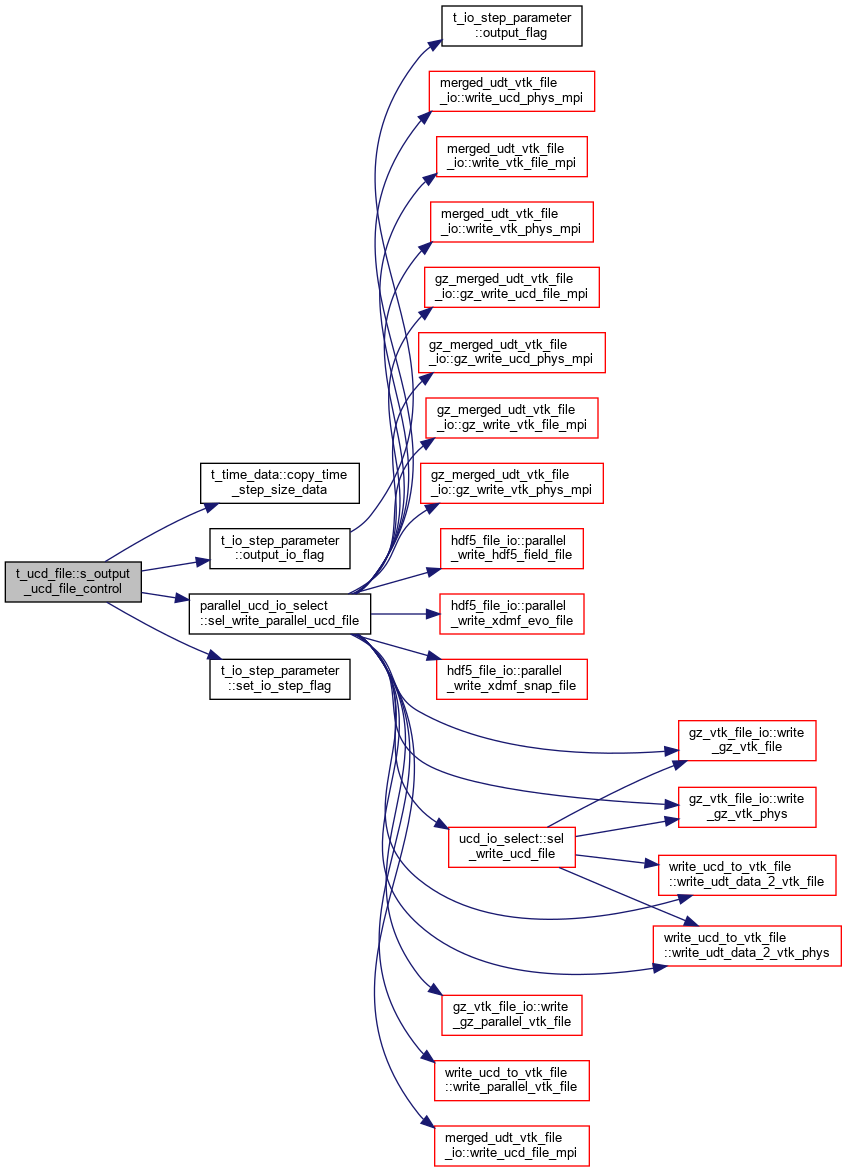 t_io_step_parameter
::output_flag
merged_udt_vtk_file
_io::write_ucd_phys_mpi
merged_udt_vtk_file
_io::write_vtk_file_mpi
merged_udt_vtk_file
_io::write_vtk_phys_mpi
gz_merged_udt_vtk_file
_io::gz_write_ucd_file_mpi
gz_merged_udt_vtk_file
_io::gz_write_ucd_phys_mpi
gz_merged_udt_vtk_file
_io::gz_write_vtk_file_mpi
gz_merged_udt_vtk_file
_io::gz_write_vtk_phys_mpi
t_time_data::copy_time
_step_size_data
t_io_step_parameter
::output_io_flag
hdf5_file_io::parallel
_write_hdf5_field_file
t_ucd_file::s_output
_ucd_file_control
parallel_ucd_io_select
::sel_write_parallel_ucd_file
hdf5_file_io::parallel
_write_xdmf_evo_file
t_io_step_parameter
::set_io_step_flag
hdf5_file_io::parallel
_write_xdmf_snap_file
gz_vtk_file_io::write
_gz_vtk_file
gz_vtk_file_io::write
_gz_vtk_phys
ucd_io_select::sel
_write_ucd_file
write_ucd_to_vtk_file
::write_udt_data_2_vtk_file
write_ucd_to_vtk_file
::write_udt_data_2_vtk_phys
gz_vtk_file_io::write
_gz_parallel_vtk_file
write_ucd_to_vtk_file
::write_parallel_vtk_file
merged_udt_vtk_file
_io::write_ucd_file_mpi